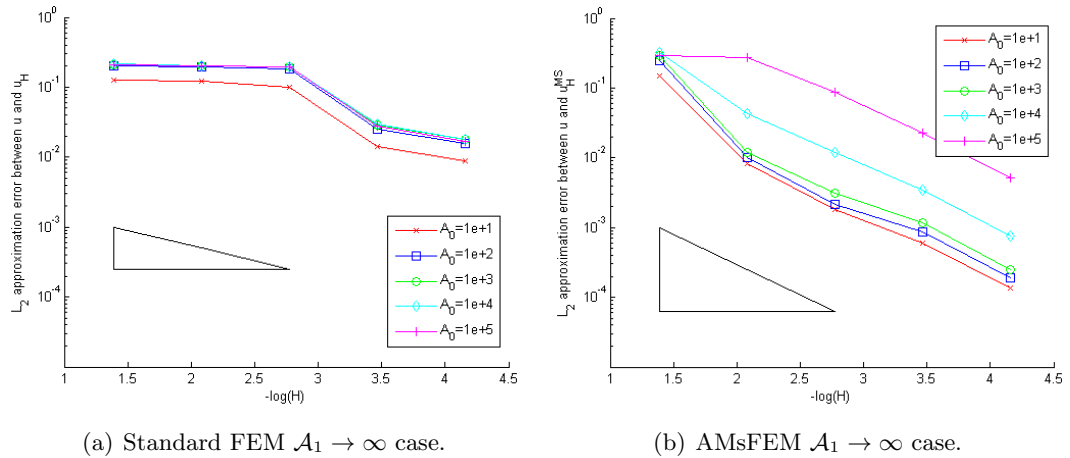 10^0
10^-1
10^-2
10^-3
10^-4
L_2 approximation error between u and u_H
1 1.5 2 2.5 3 3.5 4 4.5
-log(H)
A_0=1e+1
A_0=1e+2
A_0=1e+3
A_0=1e+4
A_0=1e+5
(a) Standard FEM 𝒜_1 → ∞ case.
10^0
10^-1
10^-2
10^-3
10^-4
L_2 approximation error between u and u_H^MS
1 1.5 2 2.5 3 3.5 4 4.5
-log(H)
A_0=1e+1
A_0=1e+2
A_0=1e+3
A_0=1e+4
A_0=1e+5
(b) AMsFEM 𝒜_1 → ∞ case.